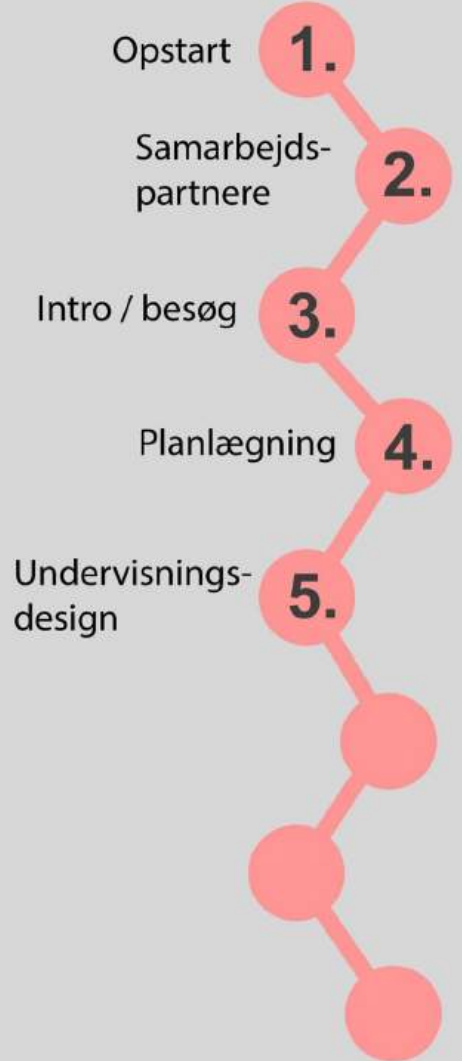 Opstart
1.
Samarbejds-
partnere
2.
Intro / besøg
3.
Planlægning
4.
Undervisnings-
design
5.